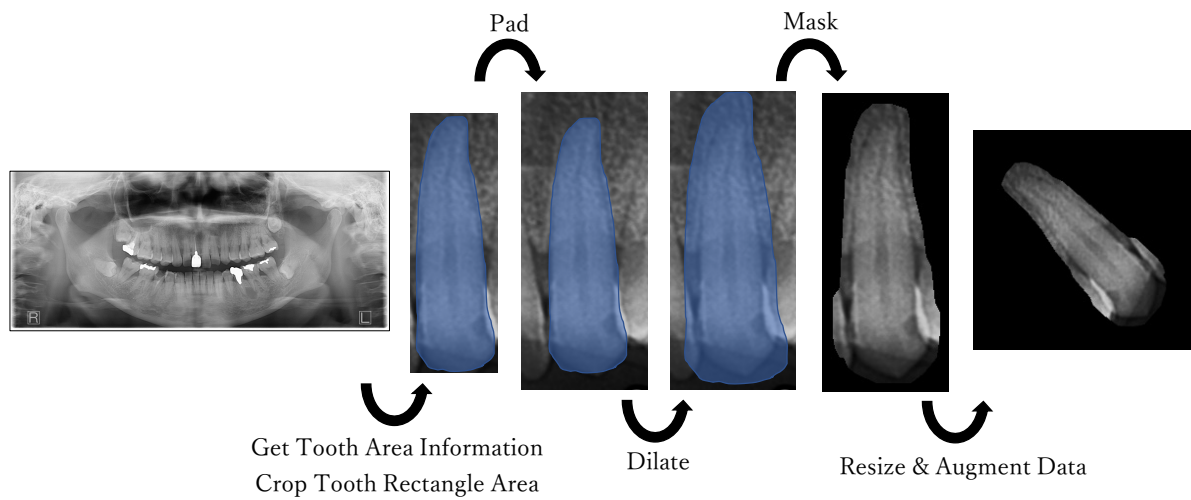 Pad
Mask
R
L
Get Tooth Area Information
Crop Tooth Rectangle Area
Dilate
Resize & Augment Data